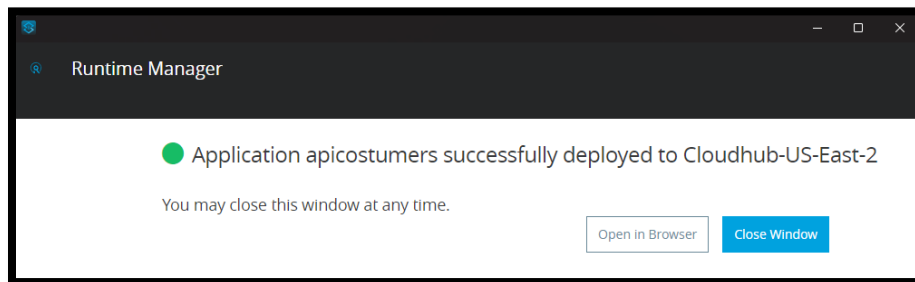 Runtime Manager
Application apicostumers successfully deployed to Cloudhub-US-East-2
You may close this window at any time.
Open in Browser
Close Window